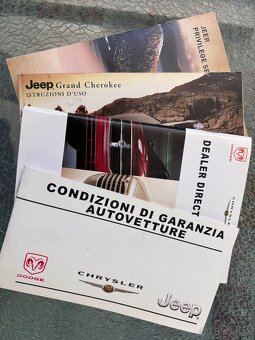 JEEP
PRIVILEGE SE
Jeep Grand Cherokee
ISTRUZIONI D'USO
DEALER DIRECT
CONDIZIONI DI GARANZIA
AUTOVETTURE
DODGE
CHRYSLER
Jeep